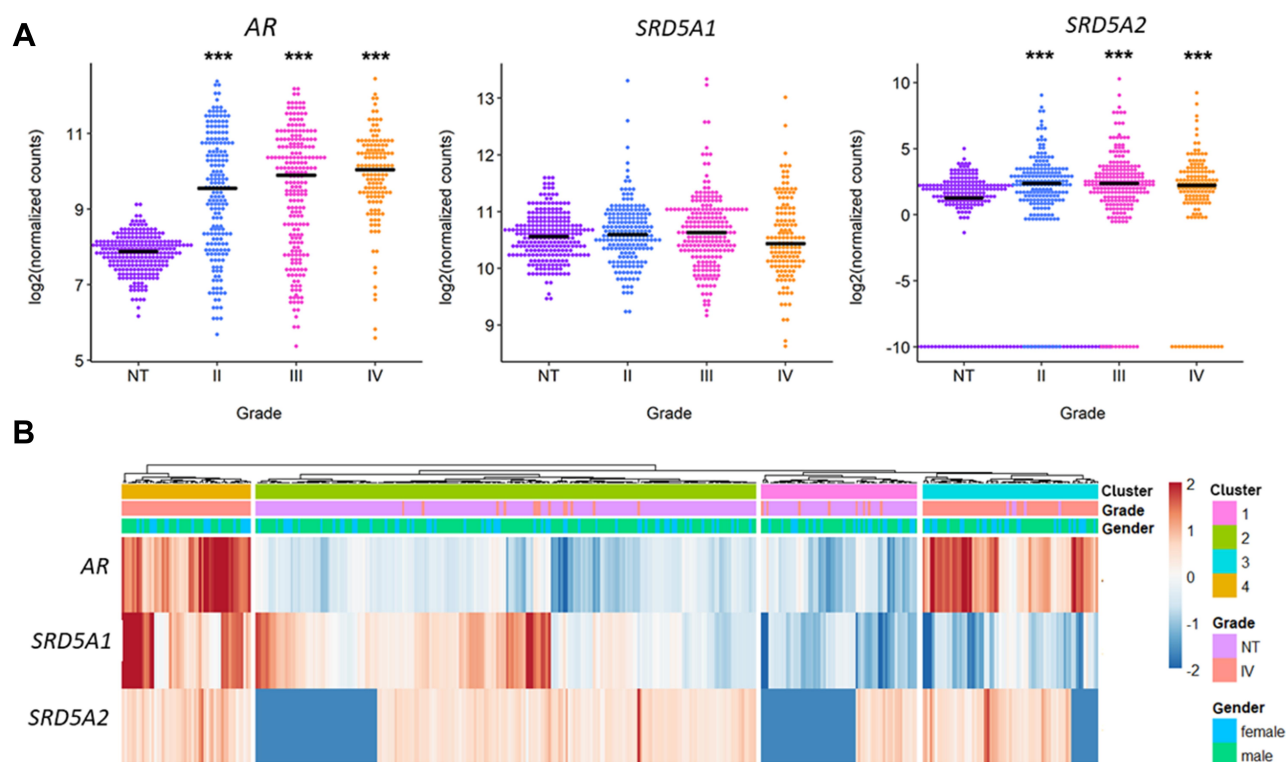 A
AR
SRD5A1
SRD5A2
*** *** ***
*** *** ***
log2(normalized counts)
11
9
7
5
NT II III IV
Grade
log2(normalized counts)
13
12
11
10
9
NT II III IV
Grade
log2(normalized counts)
10
5
0
-5
-10
NT II III IV
Grade
B
Cluster
Grade
Gender
AR
SRD5A1
SRD5A2
2
1
0
-1
-2
Cluster
1
2
3
4
Grade
NT
IV
Gender
female
male